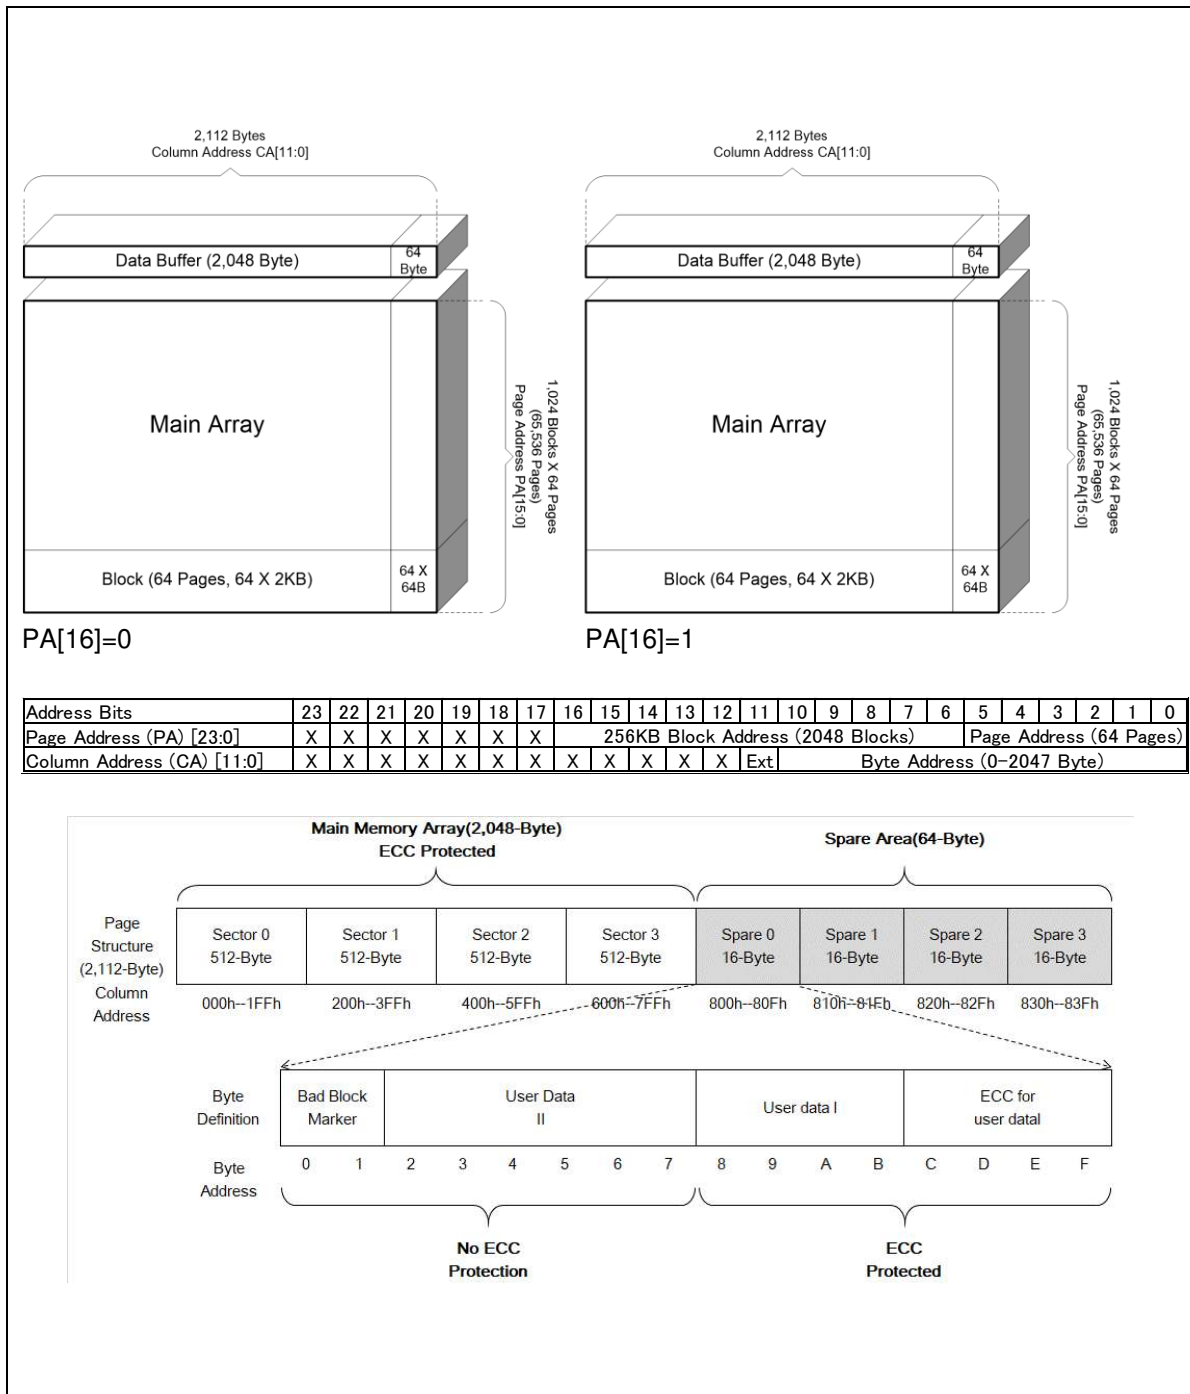 2,112 Bytes
Column Address CA[11:0]
Data Buffer (2,048 Byte)
64
Byte
Main Array
1,024 Blocks X 64 Pages
(65,536 Pages)
Page Address PA[15:0]
Block (64 Pages, 64 X 2KB)
64 X
64B
PA[16]=0
2,112 Bytes
Column Address CA[11:0]
Data Buffer (2,048 Byte)
64
Byte
Main Array
1,024 Blocks X 64 Pages
(65,536 Pages)
Page Address PA[15:0]
Block (64 Pages, 64 X 2KB)
64 X
64B
PA[16]=1
Address Bits 23 22 21 20 19 18 17 16 15 14 13 12 11 10 9 8 7 6 5 4 3 2 1 0
Page Address (PA) [23:0] X X X X X X X 256KB Block Address (2048 Blocks) Page Address (64 Pages)
Column Address (CA) [11:0] X X X X X X X X X X X X Ext Byte Address (0-2047 Byte)
Main Memory Array(2,048-Byte)
ECC Protected
Spare Area(64-Byte)
Page
Structure
(2,112-Byte)
Column
Address
Sector 0
512-Byte
Sector 1
512-Byte
Sector 2
512-Byte
Sector 3
512-Byte
Spare 0
16-Byte
Spare 1
16-Byte
Spare 2
16-Byte
Spare 3
16-Byte
000h--1FFh 200h--3FFh 400h--5FFh 600h--7FFh 800h--80Fh 810h--81Fh 820h--82Fh 830h--83Fh
Byte
Definition
Bad Block
Marker
User Data
II
User data I
ECC for
user dataI
Byte
Address
0 1 2 3 4 5 6 7 8 9 A B C D E F
No ECC
Protection
ECC
Protected